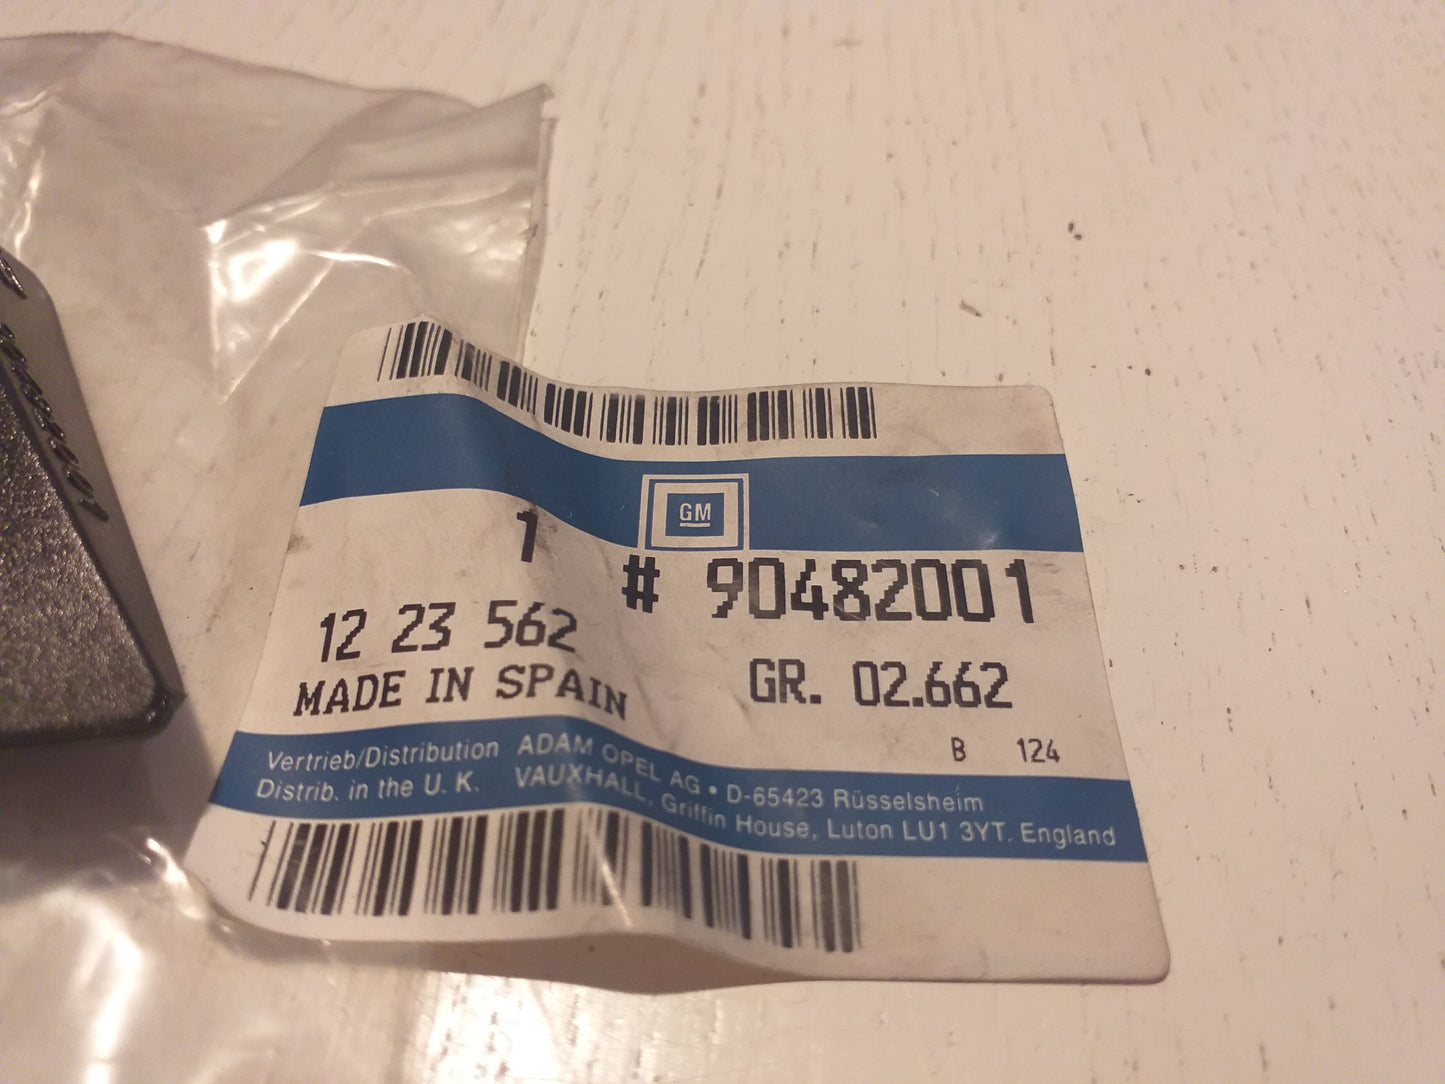 GM
1
# 90482001
12 23 562
MADE IN SPAIN
GR. 02.662
B 124
Vertrieb/Distribution ADAM OPEL AG • D-65423 Rüsselsheim
Distrib. in the U. K. VAUXHALL, Griffin House, Luton LU1 3YT. England